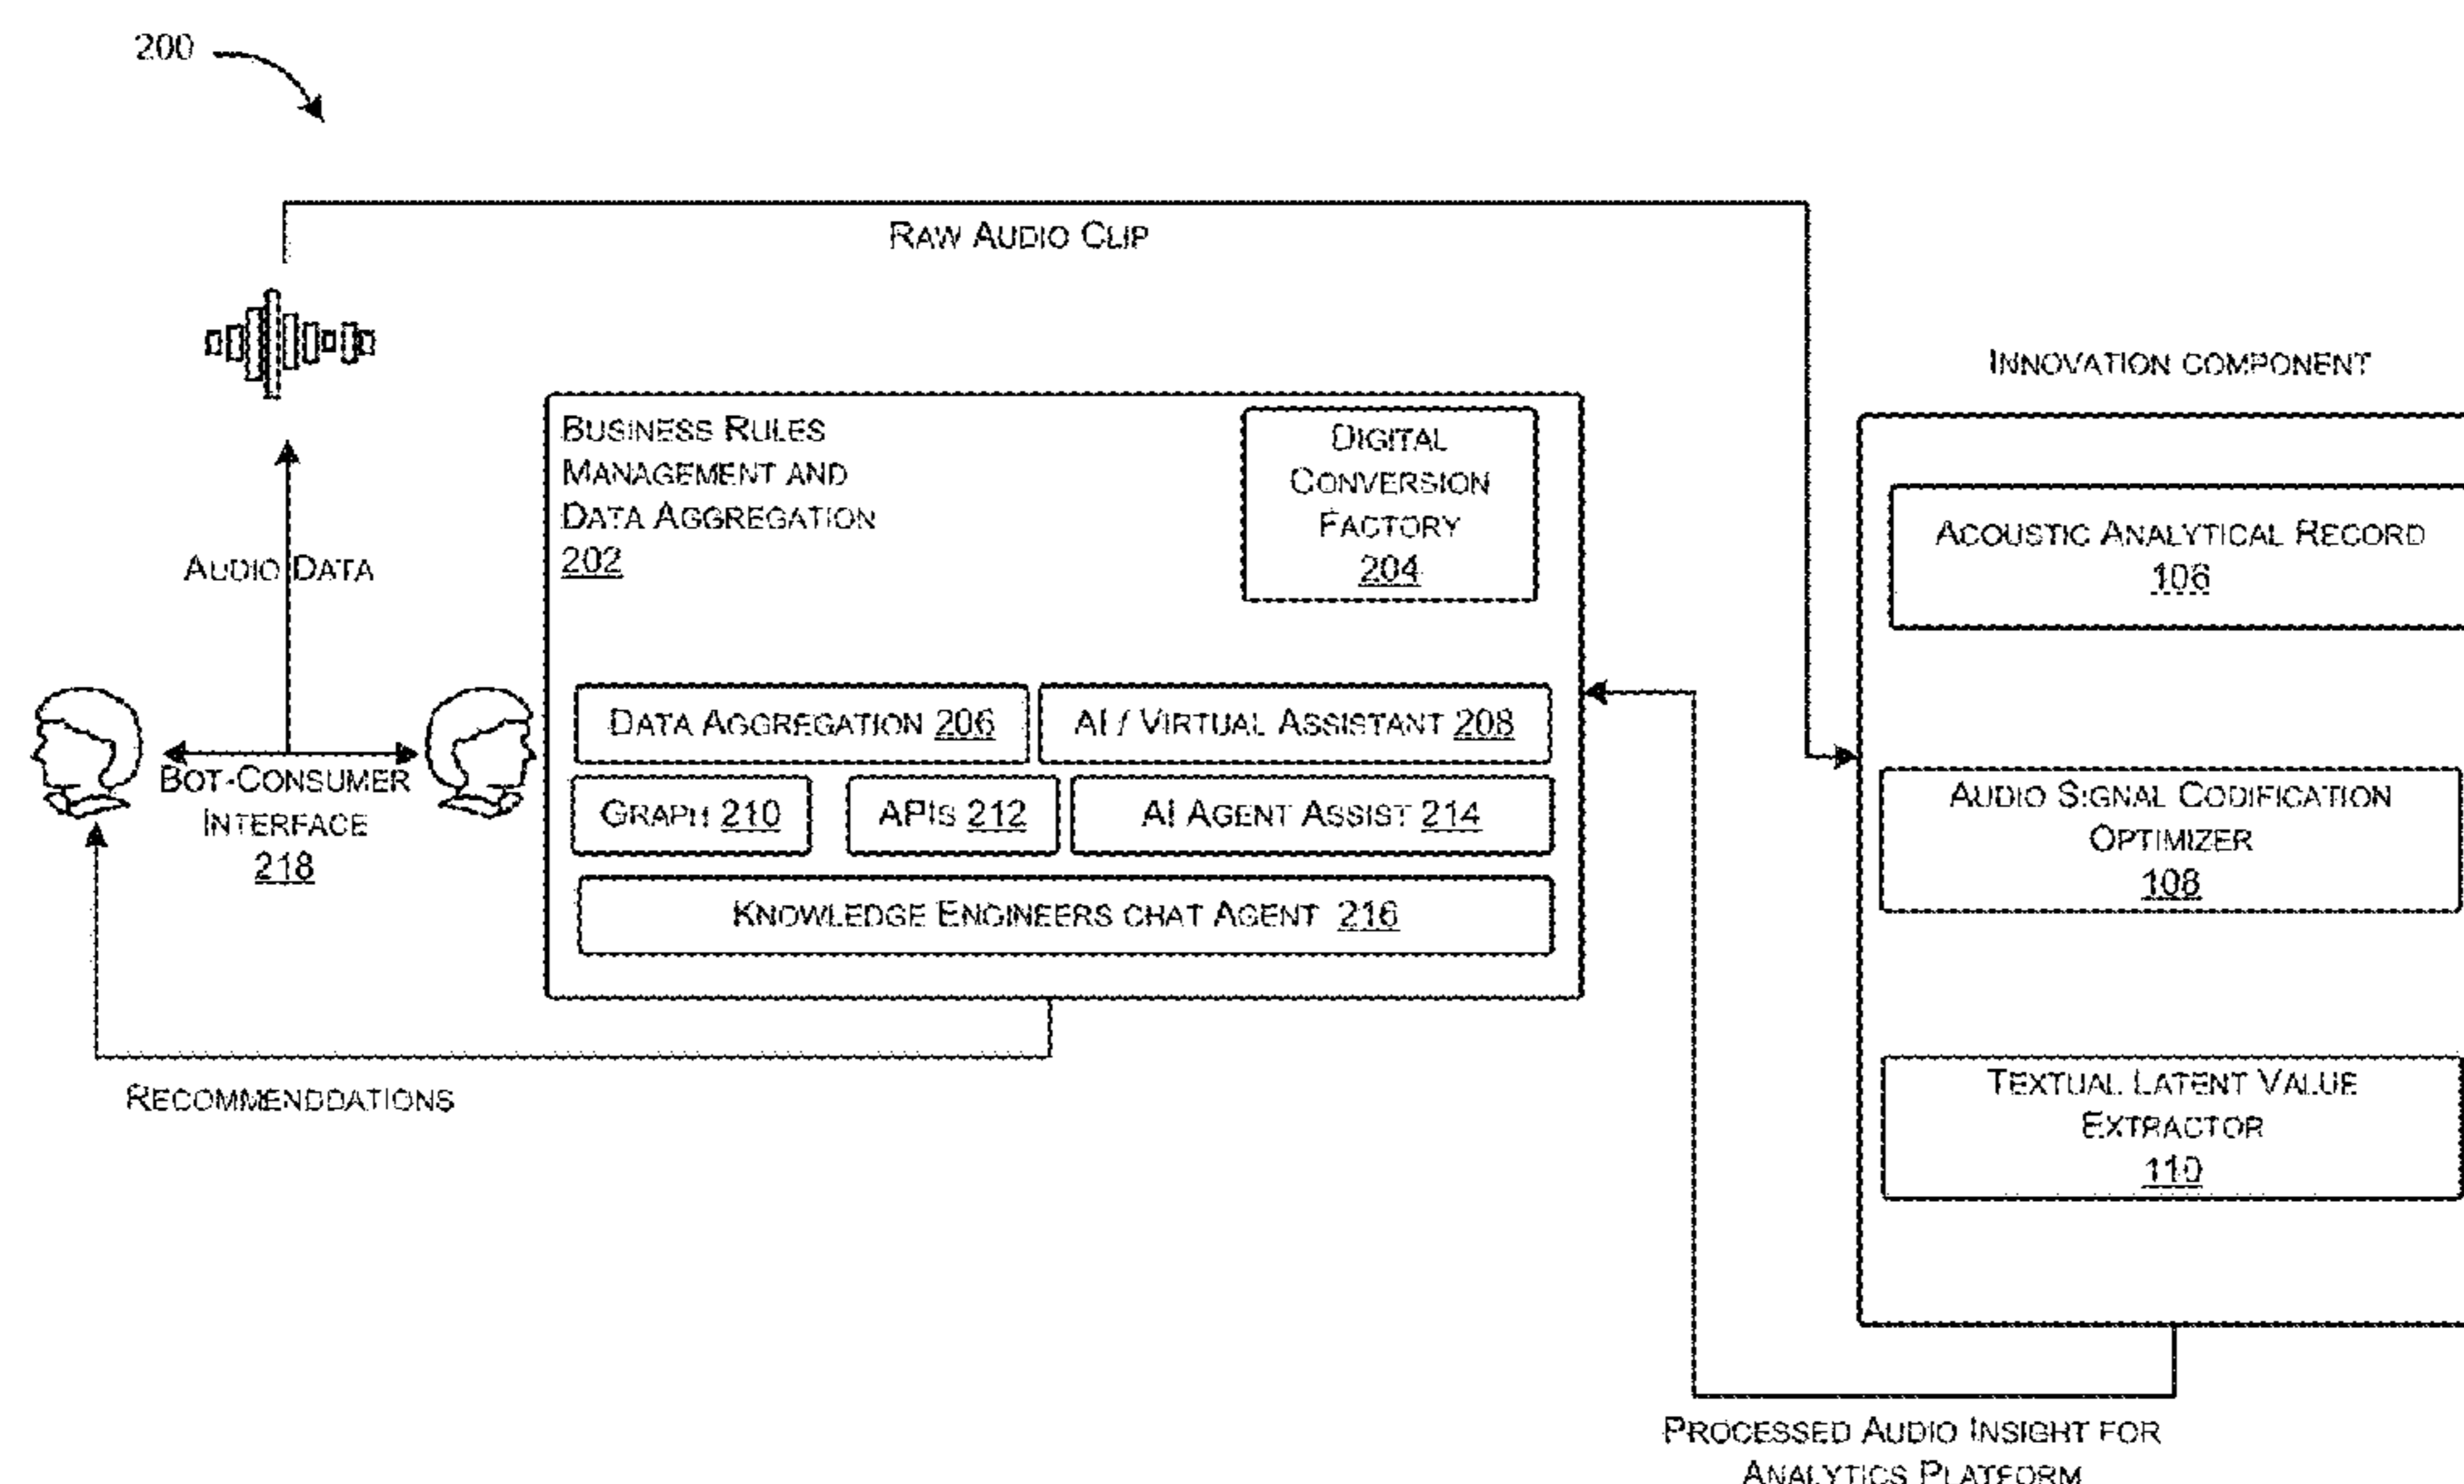 200
RAW AUDIO CLIP
INNOVATION COMPONENT
BUSINESS RULES
MANAGEMENT AND
DATA AGGREGATION
202
DIGITAL
CONVERSION
FACTORY
204
ACOUSTIC ANALYTICAL RECORD
106
AUDIO DATA
DATA AGGREGATION 206
AI / VIRTUAL ASSISTANT 208
BOT-CONSUMER
INTERFACE
218
GRAPH 210
APIS 212
AI AGENT ASSIST 214
KNOWLEDGE ENGINEERS CHAT AGENT 216
AUDIO SIGNAL CODIFICATION
OPTIMIZER
108
RECOMMENDDATIONS
TEXTUAL LATENT VALUE
EXTRACTOR
110
PROCESSED AUDIO INSIGHT FOR
ANALYTICS PLATFORM